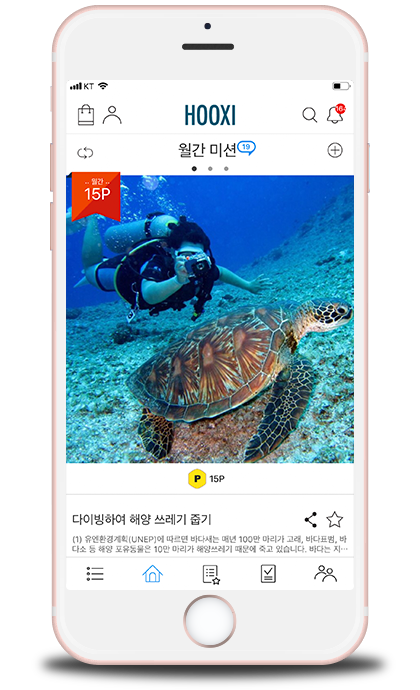 KT
HOOXI
16
월간 미션
19
월간
15P
P 15P
다이빙하여 해양 쓰레기 줍기
(1) 유엔환경계획(UNEP)에 따르면 바다새는 매년 100만 마리가 고래, 바다표범, 바
다소 등 해양 포유동물은 10만 마리가 해양쓰레기 때문에 죽고 있습니다. 바다는 지…